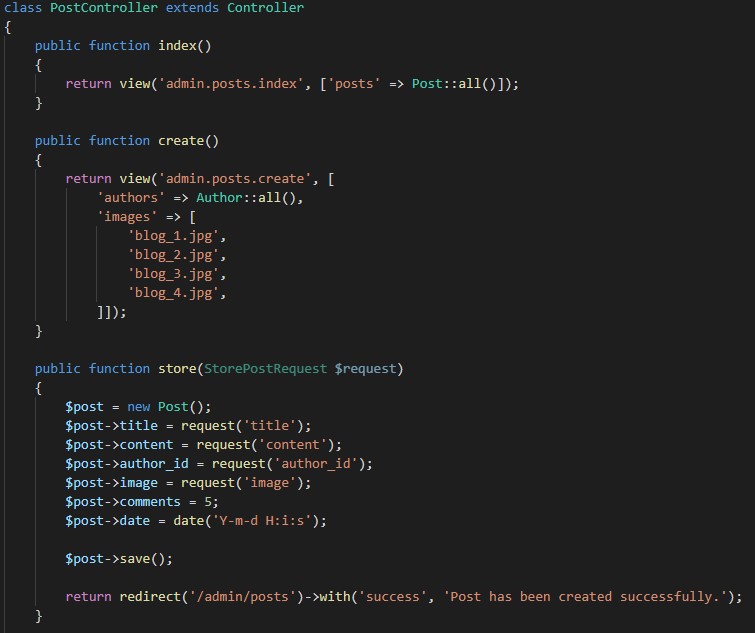 class PostController extends Controller
{
    public function index()
    {
        return view('admin.posts.index', ['posts' => Post::all()]);
    }

    public function create()
    {
        return view('admin.posts.create', [
            'authors' => Author::all(),
            'images' => [
                'blog_1.jpg',
                'blog_2.jpg',
                'blog_3.jpg',
                'blog_4.jpg',
            ]]);
    }

    public function store(StorePostRequest $request)
    {
        $post = new Post();
        $post->title = request('title');
        $post->content = request('content');
        $post->author_id = request('author_id');
        $post->image = request('image');
        $post->comments = 5;
        $post->date = date('Y-m-d H:i:s');

        $post->save();

        return redirect('/admin/posts')->with('success', 'Post has been created successfully.');
    }